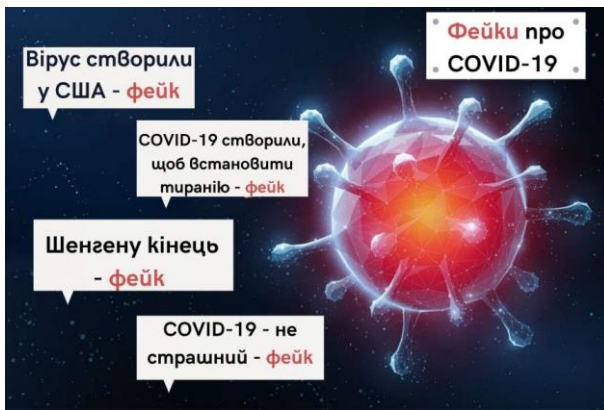 Фейки про
COVID-19
Вірус створили
у США - фейк
COVID-19 створили,
щоб встановити
тиранію - фейк
Шенгену кінець
- фейк
COVID-19 - не
страшний - фейк